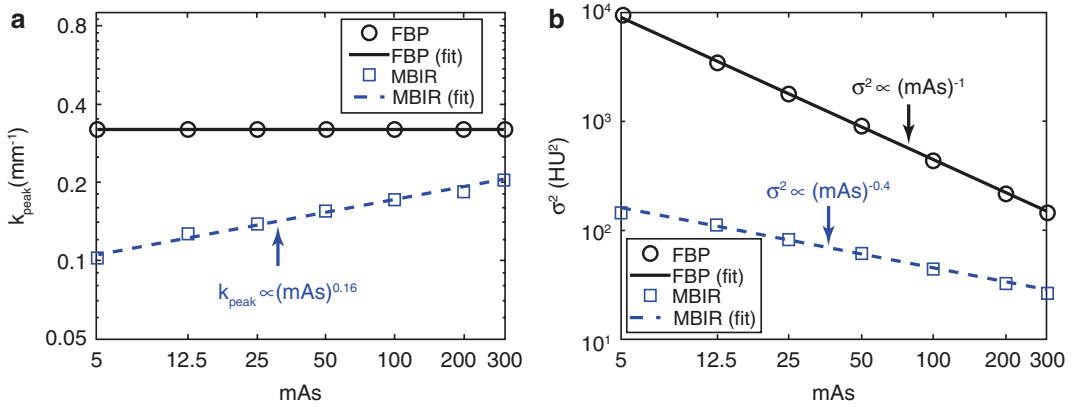 a
0.8
0.4
0.2
0.1
0.05
k_peak (mm⁻¹)
FBP
FBP (fit)
MBIR
MBIR (fit)
k_peak ∝ (mAs)^0.16
5 12.5 25 50 100 200 300
mAs
b
10⁴
10³
10²
10¹
σ² (HU²)
σ² ∝ (mAs)⁻¹
σ² ∝ (mAs)^-0.4
FBP
FBP (fit)
MBIR
MBIR (fit)
5 12.5 25 50 100 200 300
mAs